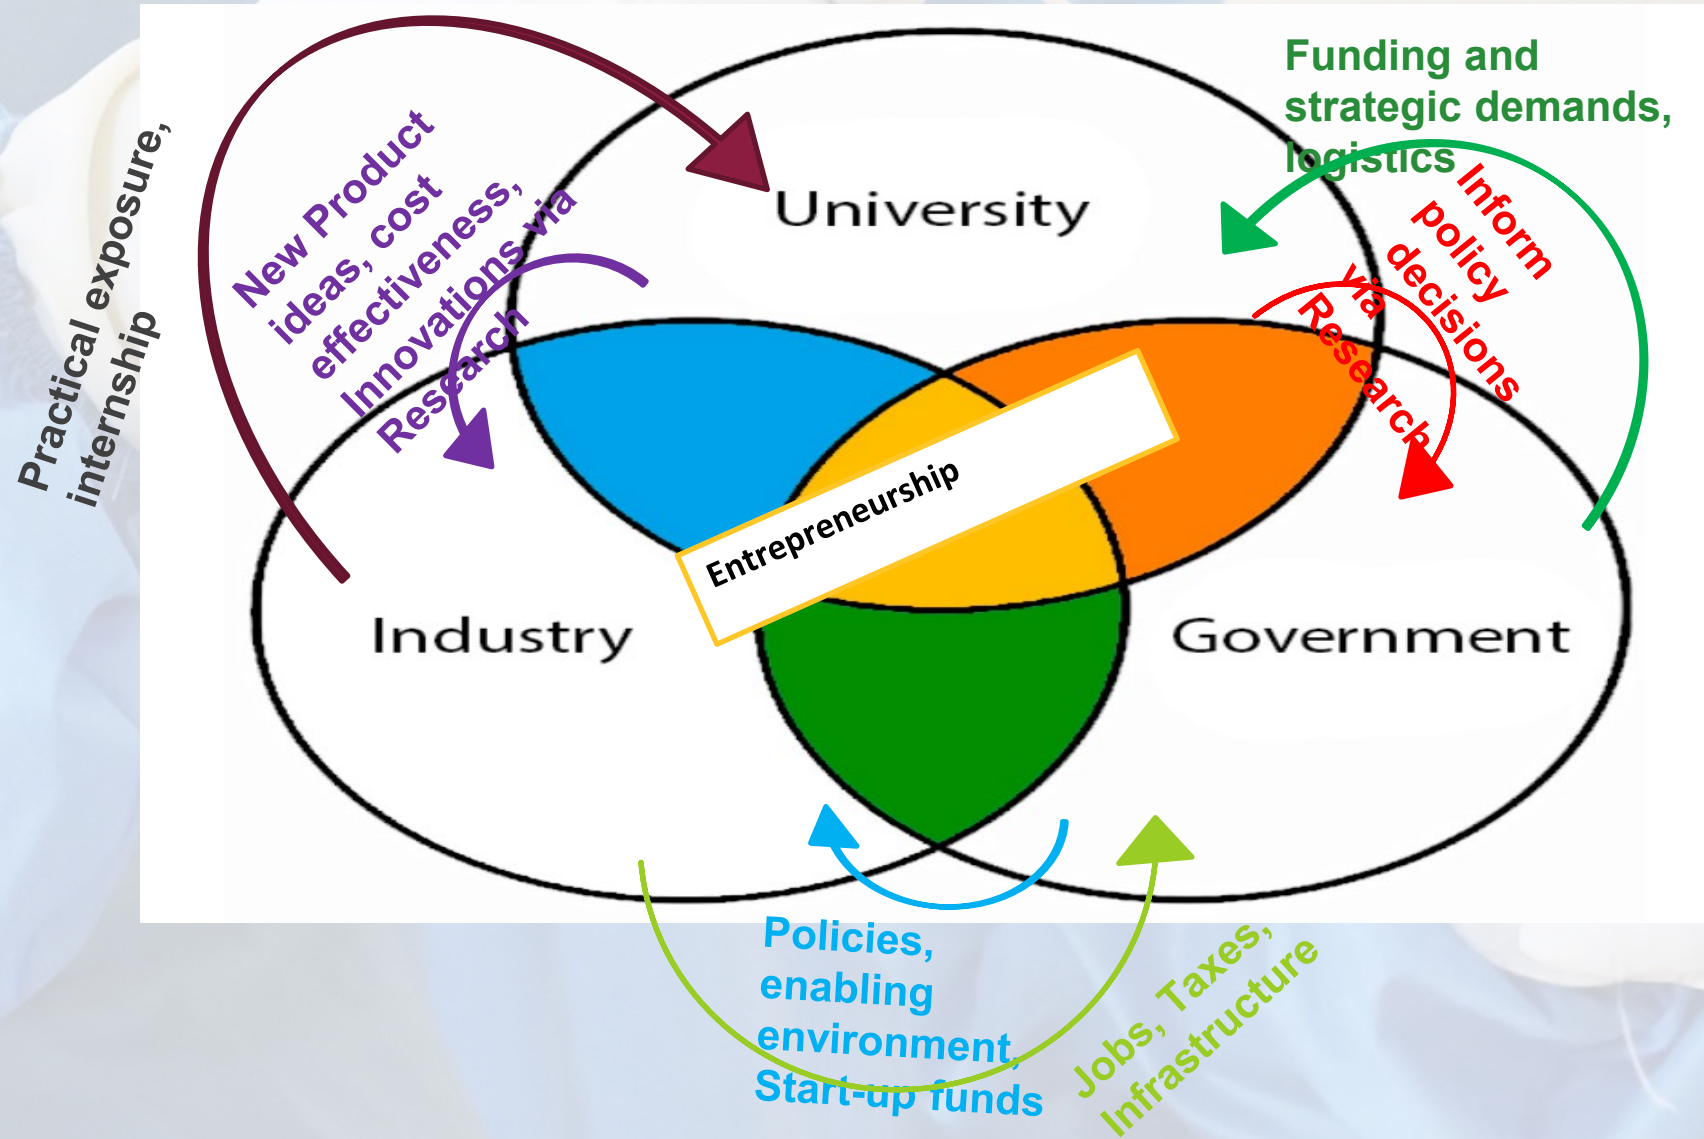 Funding and
strategic demands,
logistics
Practical exposure,
internship
New Product
ideas, cost
effectiveness,
Innovations via
Research
University
Inform
policy
decisions
via
Research
Entrepreneurship
Industry
Government
Policies,
enabling
environment,
Start-up funds
Jobs, Taxes,
Infrastructure